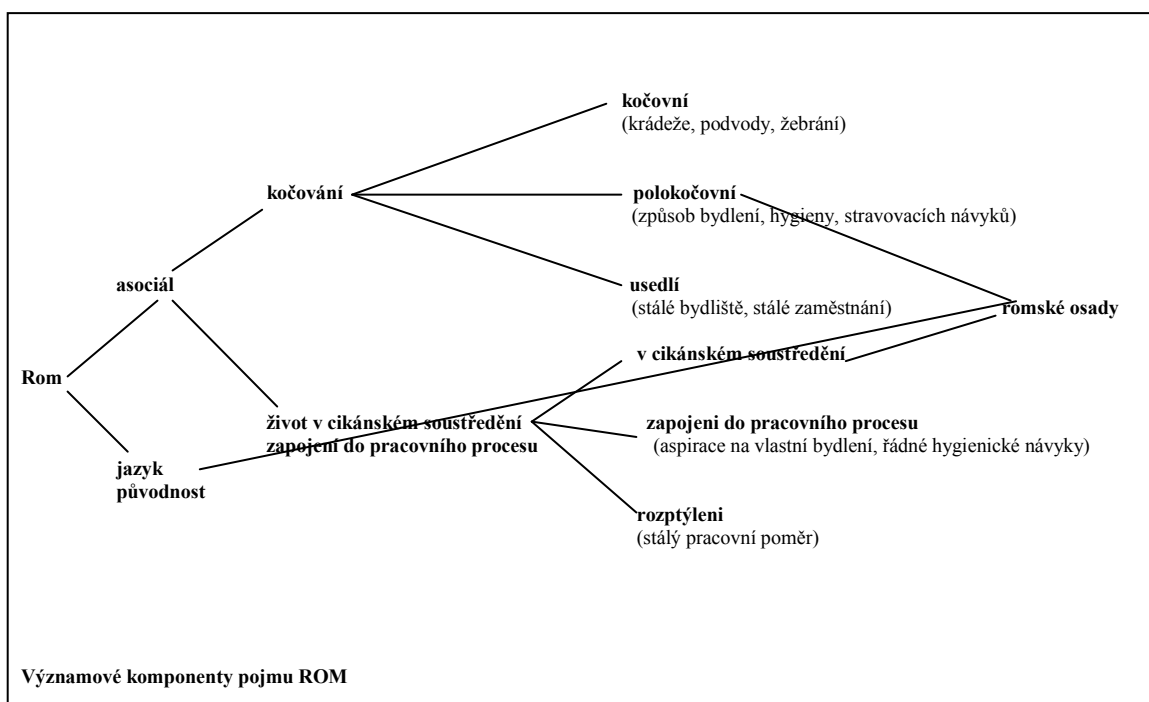 kočovní
(krádeže, podvody, žebrání)
kočování
polokočovní
(způsob bydlení, hygieny, stravovacích návyků)
asociál
usedlí
(stálé bydliště, stálé zaměstnání)
romské osady
v cikánském soustředění
Rom
život v cikánském soustředění
zapojení do pracovního procesu
zapojeni do pracovního procesu
(aspirace na vlastní bydlení, řádné hygienické návyky)
jazyk
původnost
rozptýleni
(stálý pracovní poměr)
Významové komponenty pojmu ROM